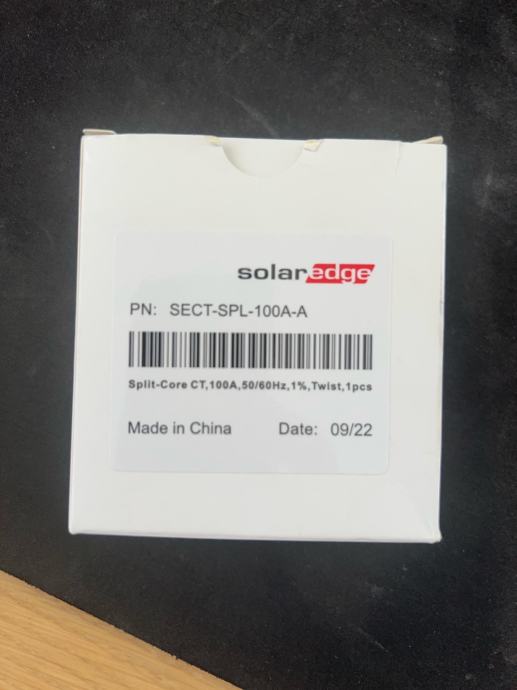 solaredge
PN: SECT-SPL-100A-A
Split-Core CT,100A,50/60Hz,1%,Twist,1pcs
Made in China Date: 09/22